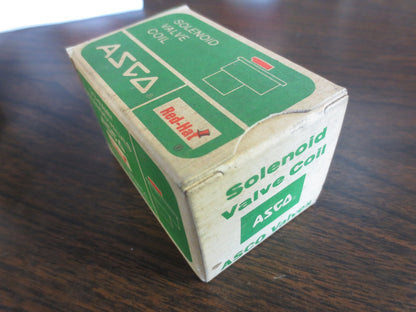 SOLENOID
VALVE
COIL
ASCO
Red-Hat
Solenoid
Valve Coil
ASCO
ASCO Valves